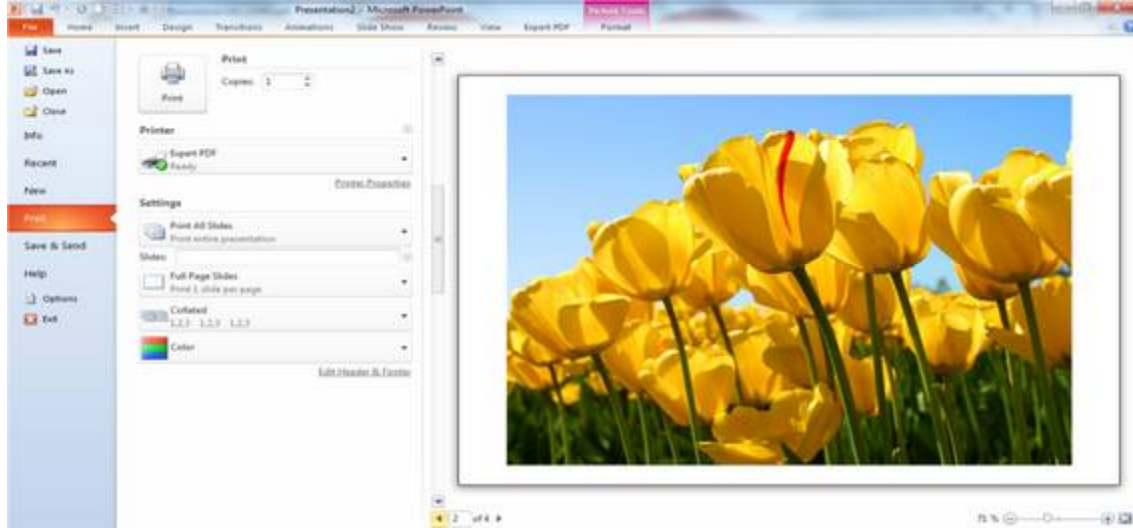 Presentation2 - Microsoft PowerPoint
Picture Tools
File Home Insert Design Transitions Animations Slide Show Review View Expert PDF Format
Save
Save As
Open
Close
Info
Recent
New
Print
Save & Send
Help
Options
Exit
Print
Copies: 1
Print
Printer
Expert PDF
Ready
Printer Properties
Settings
Print All Slides
Print entire presentation
Slides:
Full Page Slides
Print 1 slide per page
Collated
1,2,3 1,2,3 1,2,3
Color
Edit Header & Footer
2 of 4
71 %